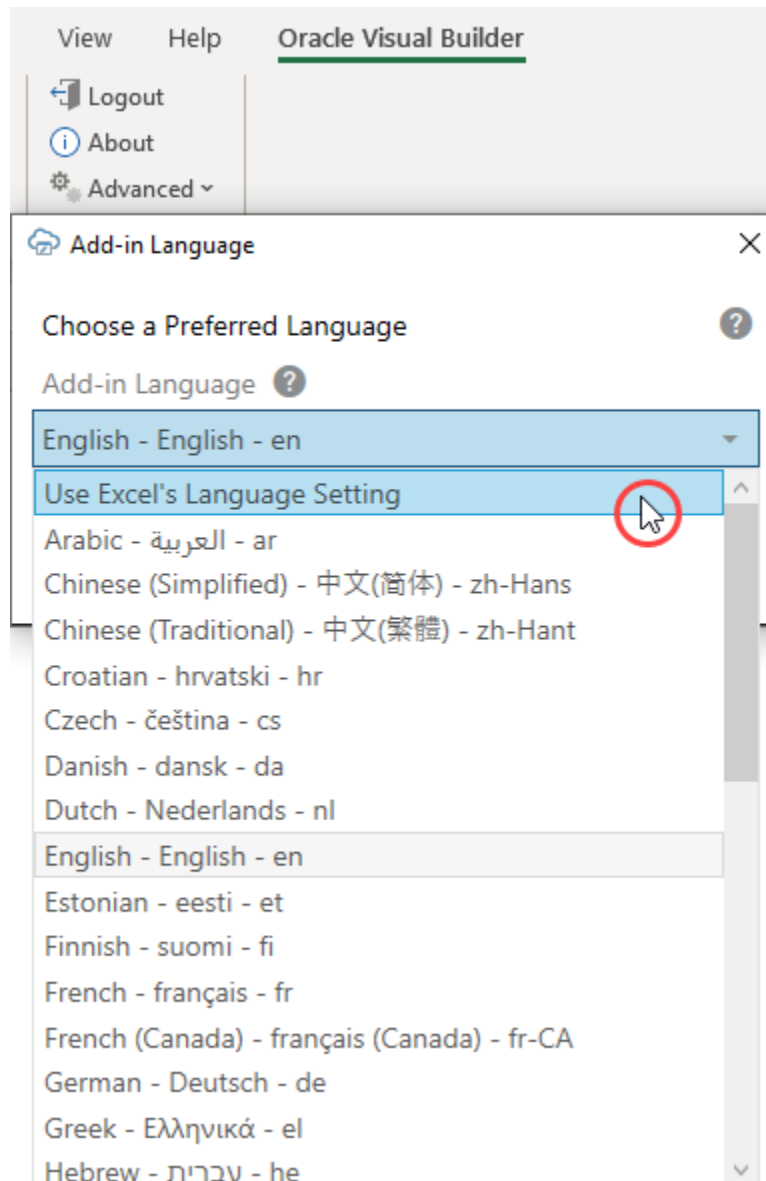 View Help Oracle Visual Builder
Logout
About
Advanced
Add-in Language
Choose a Preferred Language
Add-in Language
English - English - en
Use Excel's Language Setting
Arabic - العربية - ar
Chinese (Simplified) - 中文(简体) - zh-Hans
Chinese (Traditional) - 中文(繁體) - zh-Hant
Croatian - hrvatski - hr
Czech - čeština - cs
Danish - dansk - da
Dutch - Nederlands - nl
English - English - en
Estonian - eesti - et
Finnish - suomi - fi
French - français - fr
French (Canada) - français (Canada) - fr-CA
German - Deutsch - de
Greek - Ελληνικά - el
Hebrew - עברית - he